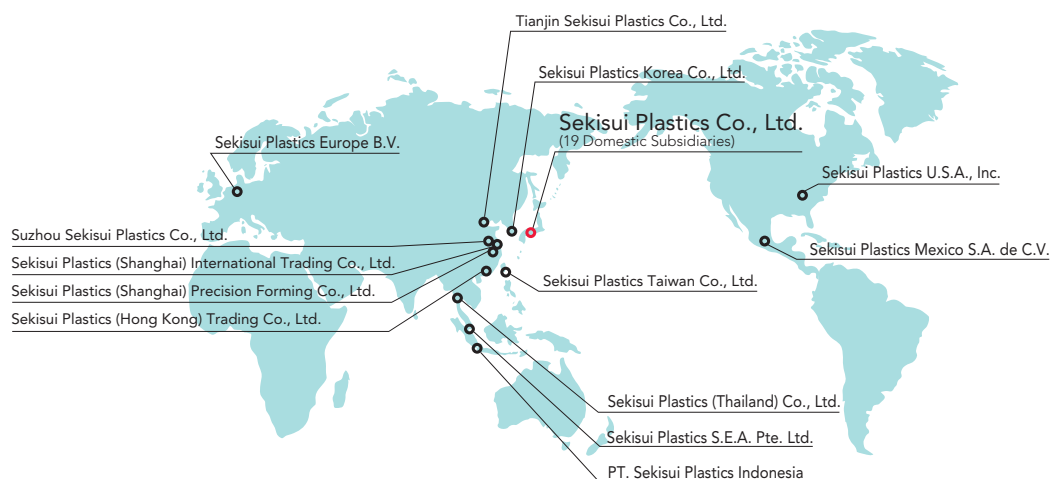 Tianjin Sekisui Plastics Co., Ltd.
Sekisui Plastics Korea Co., Ltd.
Sekisui Plastics Co., Ltd.
(19 Domestic Subsidiaries)
Sekisui Plastics Europe B.V.
Sekisui Plastics U.S.A., Inc.
Suzhou Sekisui Plastics Co., Ltd.
Sekisui Plastics Mexico S.A. de C.V.
Sekisui Plastics (Shanghai) International Trading Co., Ltd.
Sekisui Plastics Taiwan Co., Ltd.
Sekisui Plastics (Shanghai) Precision Forming Co., Ltd.
Sekisui Plastics (Hong Kong) Trading Co., Ltd.
Sekisui Plastics (Thailand) Co., Ltd.
Sekisui Plastics S.E.A. Pte. Ltd.
PT. Sekisui Plastics Indonesia